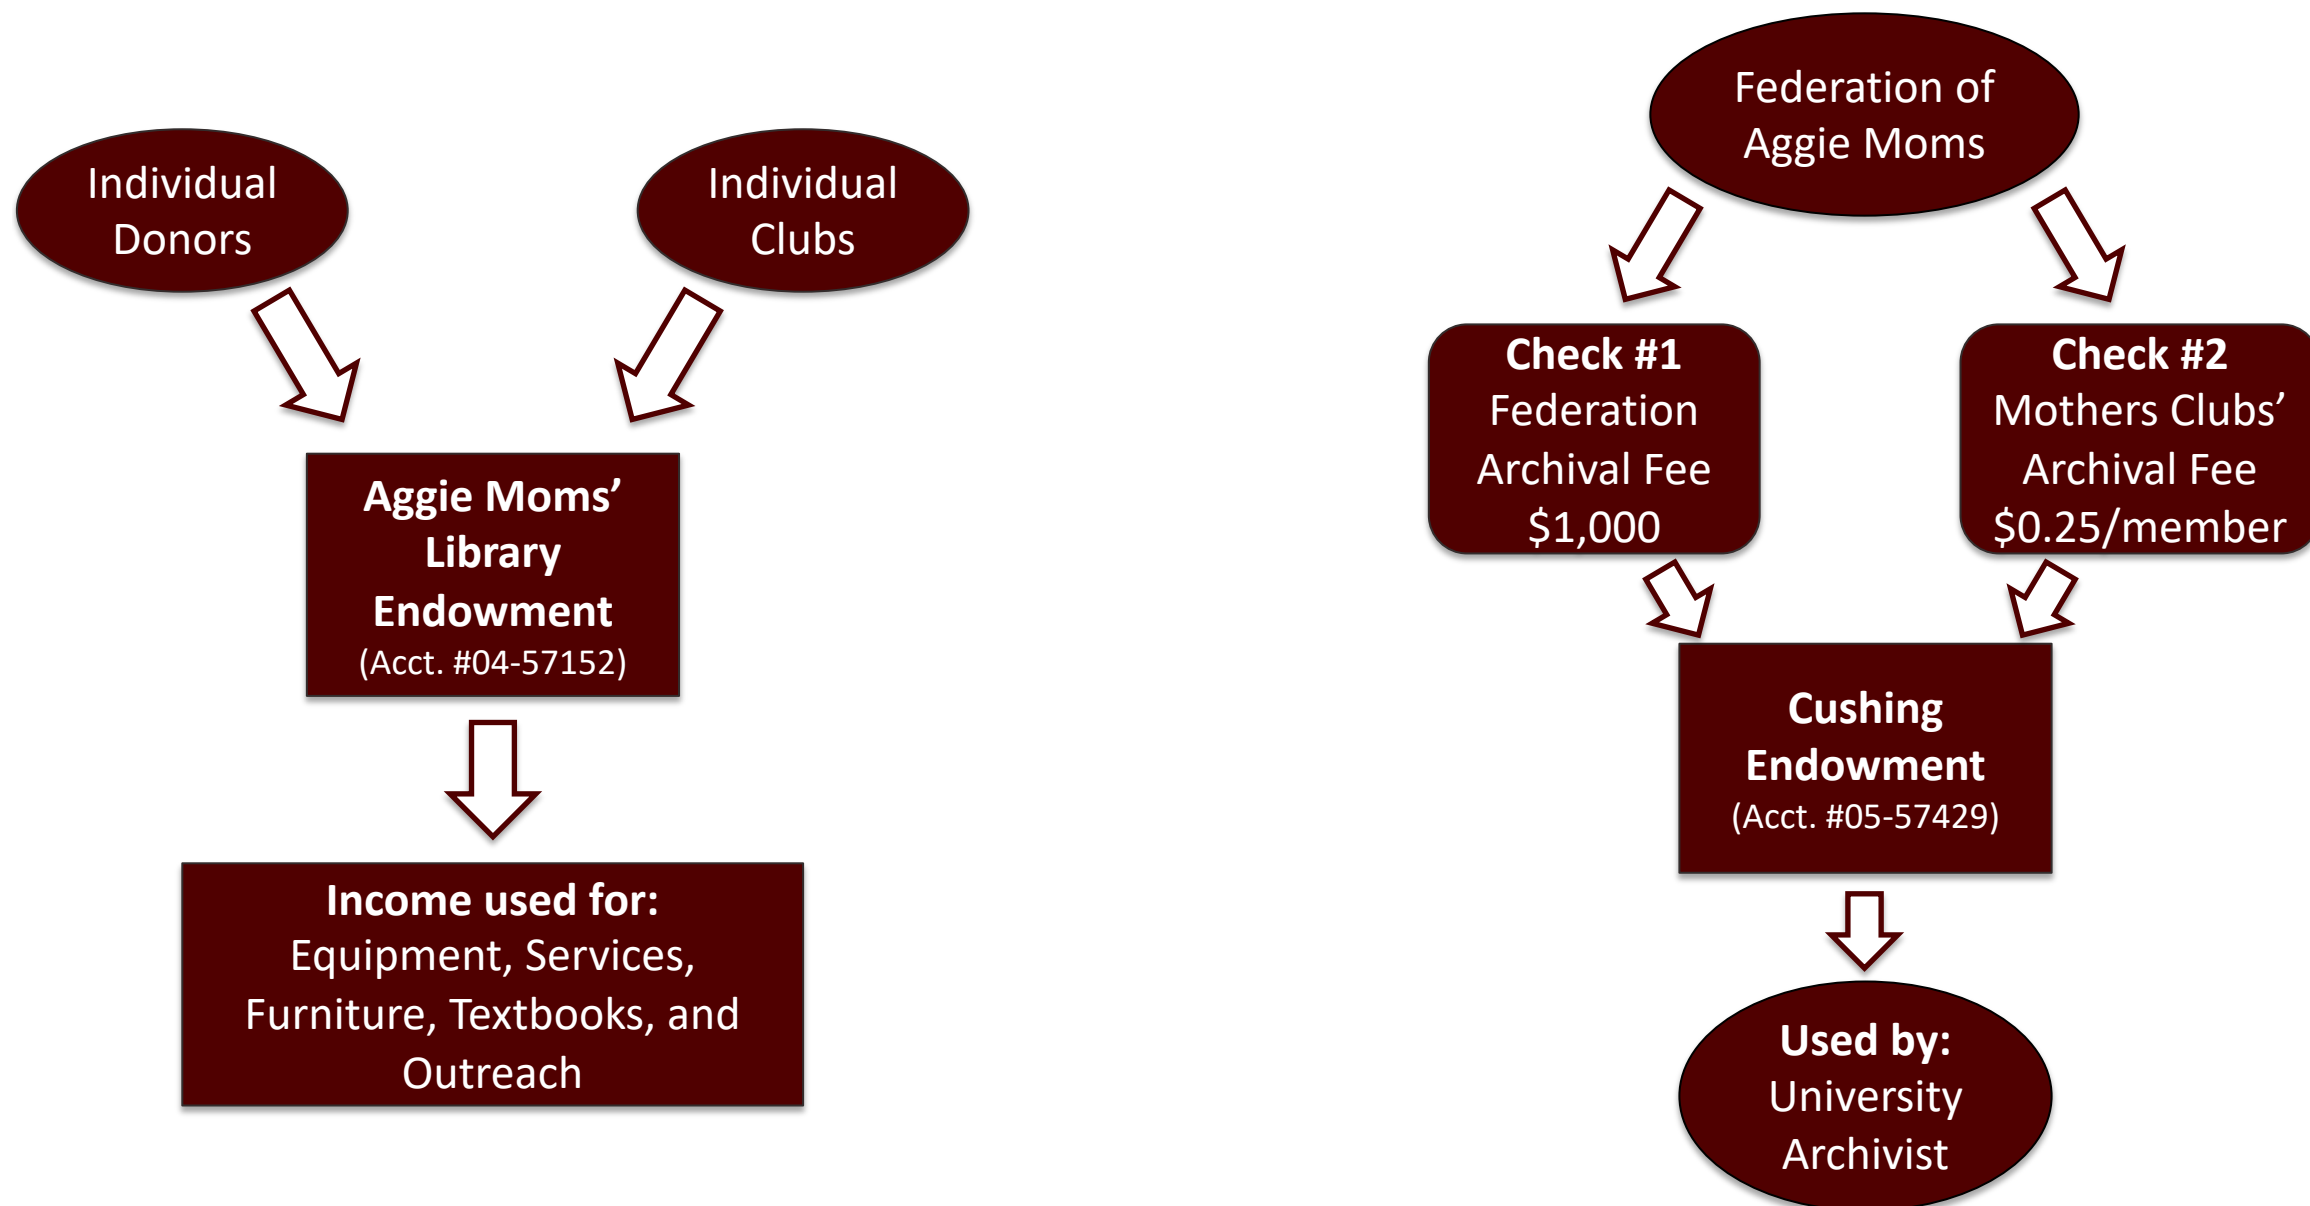 Individual
Donors
Individual
Clubs
Aggie Moms’
Library
Endowment
(Acct. #04-57152)
Income used for:
Equipment, Services,
Furniture, Textbooks, and
Outreach
Federation of
Aggie Moms
Check #1
Federation
Archival Fee
$1,000
Check #2
Mothers Clubs’
Archival Fee
$0.25/member
Cushing
Endowment
(Acct. #05-57429)
Used by:
University
Archivist